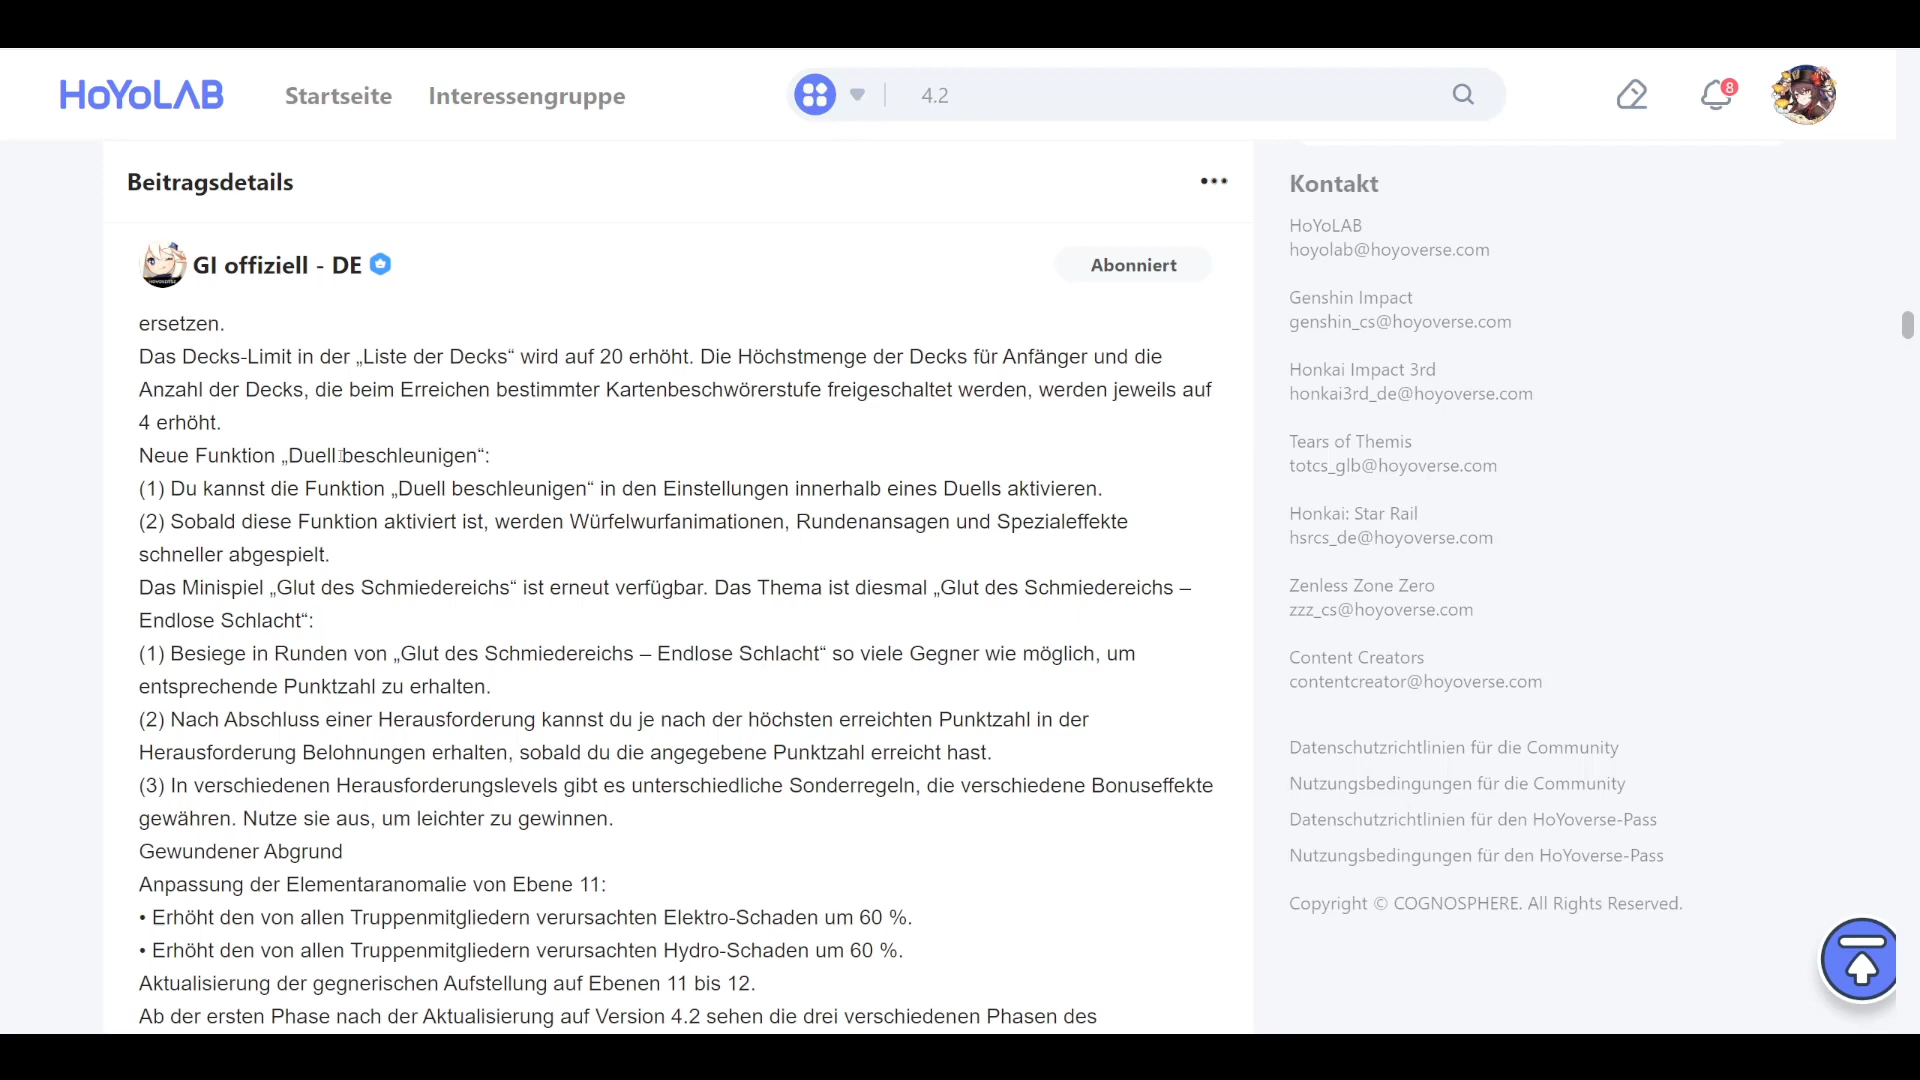 HoYoLAB
Startseite
Interessengruppe
4.2
8
Beitragsdetails
GI offiziell - DE
Abonniert
ersetzen.
Das Decks-Limit in der „Liste der Decks“ wird auf 20 erhöht. Die Höchstmenge der Decks für Anfänger und die
Anzahl der Decks, die beim Erreichen bestimmter Kartenbeschwörerstufe freigeschaltet werden, werden jeweils auf
4 erhöht.
Neue Funktion „Duell beschleunigen“:
(1) Du kannst die Funktion „Duell beschleunigen“ in den Einstellungen innerhalb eines Duells aktivieren.
(2) Sobald diese Funktion aktiviert ist, werden Würfelwurfanimationen, Rundenansagen und Spezialeffekte
schneller abgespielt.
Das Minispiel „Glut des Schmiedereichs“ ist erneut verfügbar. Das Thema ist diesmal „Glut des Schmiedereichs –
Endlose Schlacht“:
(1) Besiege in Runden von „Glut des Schmiedereichs – Endlose Schlacht“ so viele Gegner wie möglich, um
entsprechende Punktzahl zu erhalten.
(2) Nach Abschluss einer Herausforderung kannst du je nach der höchsten erreichten Punktzahl in der
Herausforderung Belohnungen erhalten, sobald du die angegebene Punktzahl erreicht hast.
(3) In verschiedenen Herausforderungslevels gibt es unterschiedliche Sonderregeln, die verschiedene Bonuseffekte
gewähren. Nutze sie aus, um leichter zu gewinnen.
Gewundener Abgrund
Anpassung der Elementaranomalie von Ebene 11:
• Erhöht den von allen Truppenmitgliedern verursachten Elektro-Schaden um 60 %.
• Erhöht den von allen Truppenmitgliedern verursachten Hydro-Schaden um 60 %.
Aktualisierung der gegnerischen Aufstellung auf Ebenen 11 bis 12.
Ab der ersten Phase nach der Aktualisierung auf Version 4.2 sehen die drei verschiedenen Phasen des
Kontakt
HoYoLAB
hoyolab@hoyoverse.com
Genshin Impact
genshin_cs@hoyoverse.com
Honkai Impact 3rd
honkai3rd_de@hoyoverse.com
Tears of Themis
totcs_glb@hoyoverse.com
Honkai: Star Rail
hsrcs_de@hoyoverse.com
Zenless Zone Zero
zzz_cs@hoyoverse.com
Content Creators
contentcreator@hoyoverse.com
Datenschutzrichtlinien für die Community
Nutzungsbedingungen für die Community
Datenschutzrichtlinien für den HoYoverse-Pass
Nutzungsbedingungen für den HoYoverse-Pass
Copyright © COGNOSPHERE. All Rights Reserved.